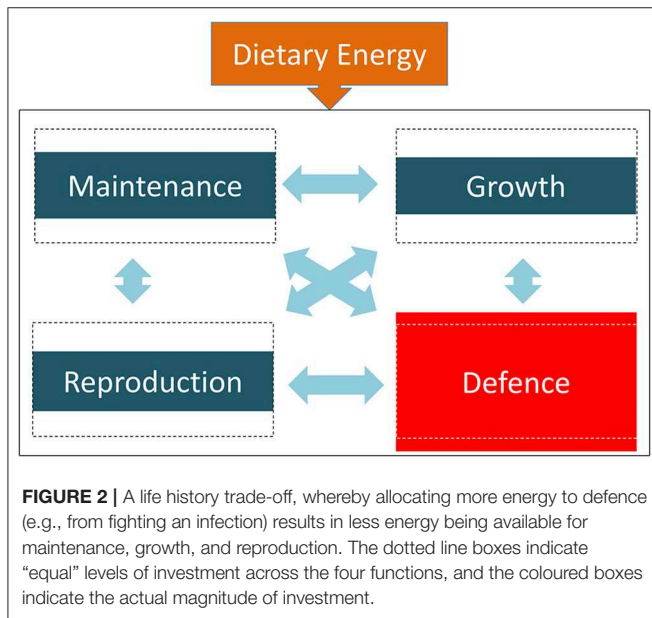 Dietary Energy
Maintenance
Growth
Reproduction
Defence
FIGURE 2 | A life history trade-off, whereby allocating more energy to defence
(e.g., from fighting an infection) results in less energy being available for
maintenance, growth, and reproduction. The dotted line boxes indicate
“equal” levels of investment across the four functions, and the coloured boxes
indicate the actual magnitude of investment.